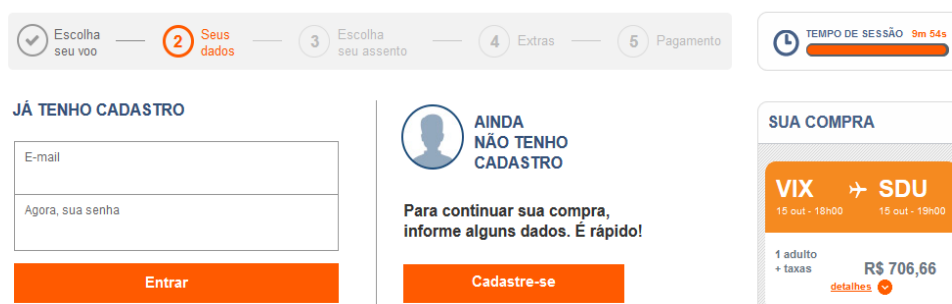 Escolha
seu voo
2
Seus
dados
3
Escolha
seu assento
4
Extras
5
Pagamento
TEMPO DE SESSÃO 9m 54s
JÁ TENHO CADASTRO
E-mail
Agora, sua senha
Entrar
AINDA
NÃO TENHO
CADASTRO
Para continuar sua compra,
informe alguns dados. É rápido!
Cadastre-se
SUA COMPRA
VIX SDU
15 out - 18h00 15 out - 19h00
1 adulto
+ taxas R$ 706,66
detalhes